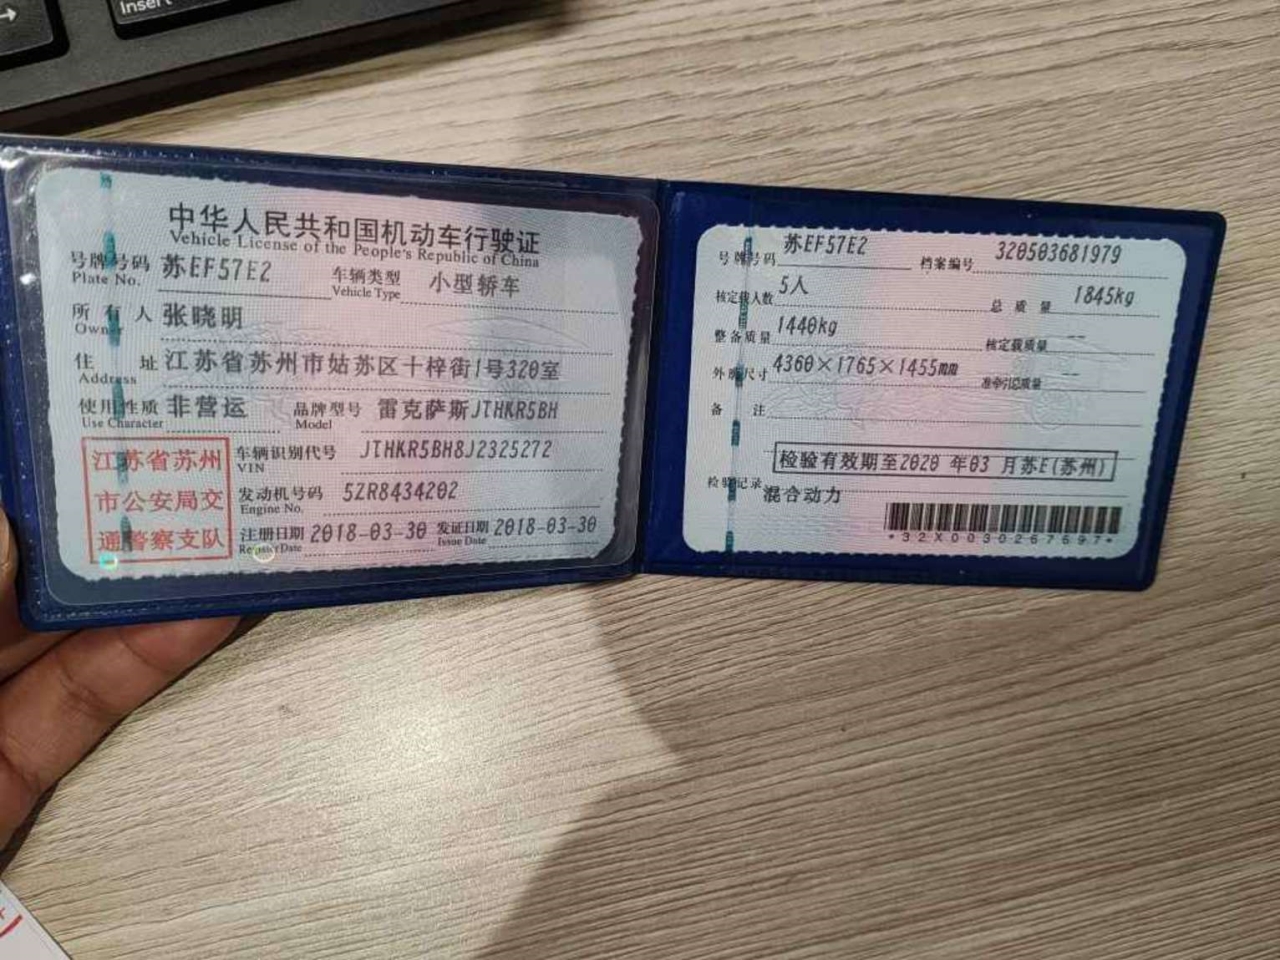 Insert
中华人民共和国机动车行驶证
Vehicle License of the People's Republic of China
号牌号码 苏EF57E2 车辆类型 小型轿车
Plate No. Vehicle Type
所有人 张晓明
Owner
住址 江苏省苏州市姑苏区十梓街1号320室
Address
使用性质 非营运 品牌型号 雷克萨斯JTHKR5BH
Use Character Model
江苏省苏州
市公安局交
通警察支队
车辆识别代号 JTHKR5BH8J2325272
VIN
发动机号码 5ZR8434202
Engine No.
注册日期 2018-03-30 发证日期 2018-03-30
Register Date Issue Date
号牌号码 苏EF57E2 档案编号 320503681979
核定载人数 5人 总质量 1845kg
整备质量 1440kg 核定载质量 --
外廓尺寸 4360×1765×1455mm 准牵引总质量 --
备注
检验有效期至2020 年03 月苏E(苏州)
检验记录 混合动力
*32X0030267697*